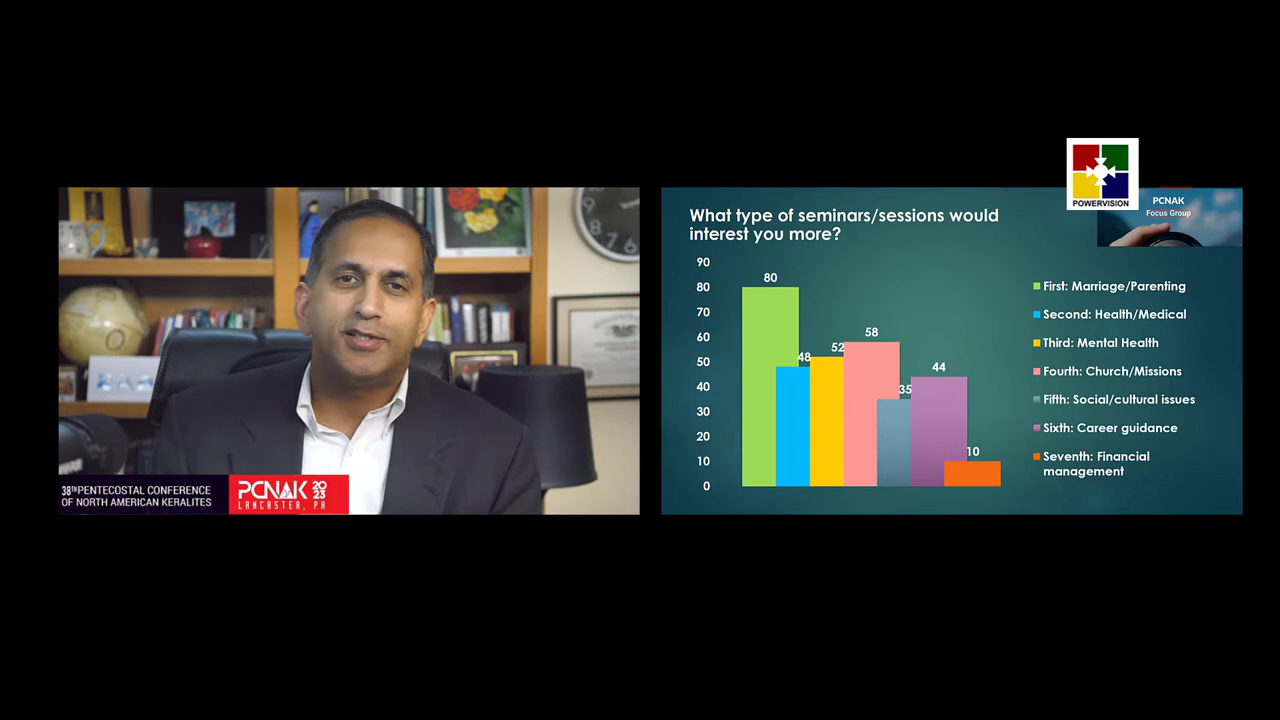 38TH PENTECOSTAL CONFERENCE
OF NORTH AMERICAN KERALITES
PCNAK 2023
LANCASTER, PA
POWERVISION
PCNAK
Focus Group
What type of seminars/sessions would
interest you more?
90
80
70
60
50
40
30
20
10
0
80
48
52
58
35
44
10
First: Marriage/Parenting
Second: Health/Medical
Third: Mental Health
Fourth: Church/Missions
Fifth: Social/cultural issues
Sixth: Career guidance
Seventh: Financial
management